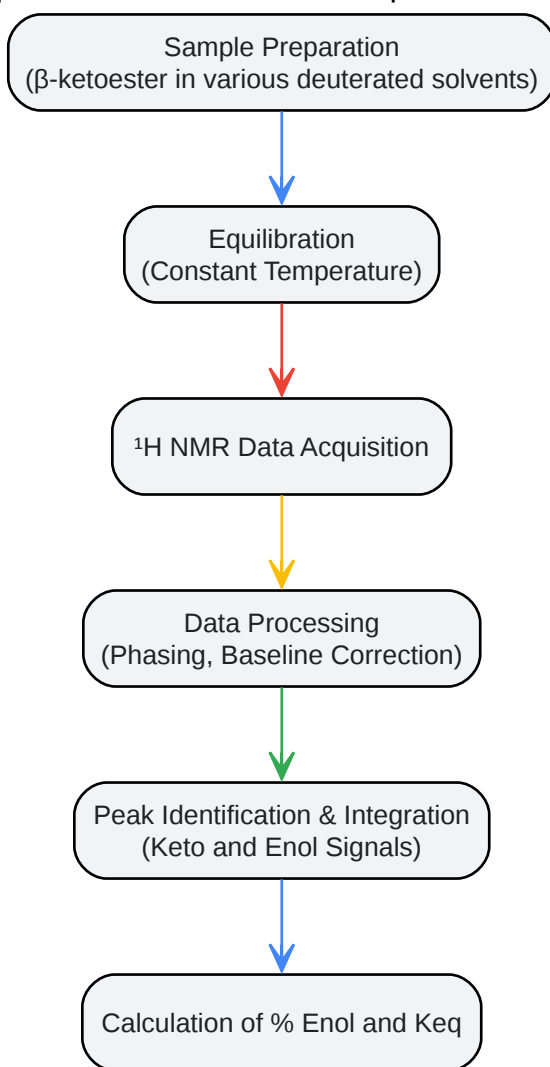 Sample Preparation
(β-ketoester in various deuterated solvents)
Equilibration
(Constant Temperature)
¹H NMR Data Acquisition
Data Processing
(Phasing, Baseline Correction)
Peak Identification & Integration
(Keto and Enol Signals)
Calculation of % Enol and Keq